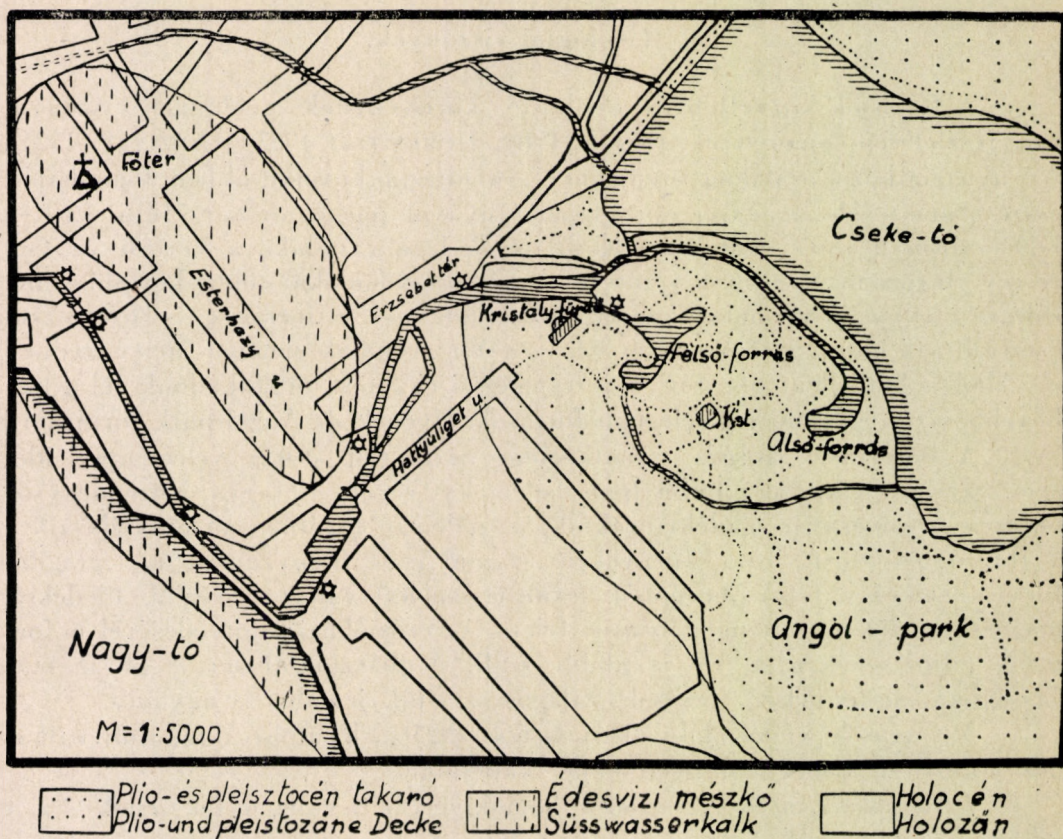 Főtér
Cseke-tó
Erzsébettér
Esterhazy
u.
Kristály-fürdő
Felső-forrás
Hattyúliget u.
Kst.
Alsó-forrás
Angol - park
Nagy-tó
M = 1:5000
Plio- és pleisztocén takaró
Plio- und pleistozäne Decke
Édesvizi mészkő
Süsswasserkalk
Holocén
Holozän